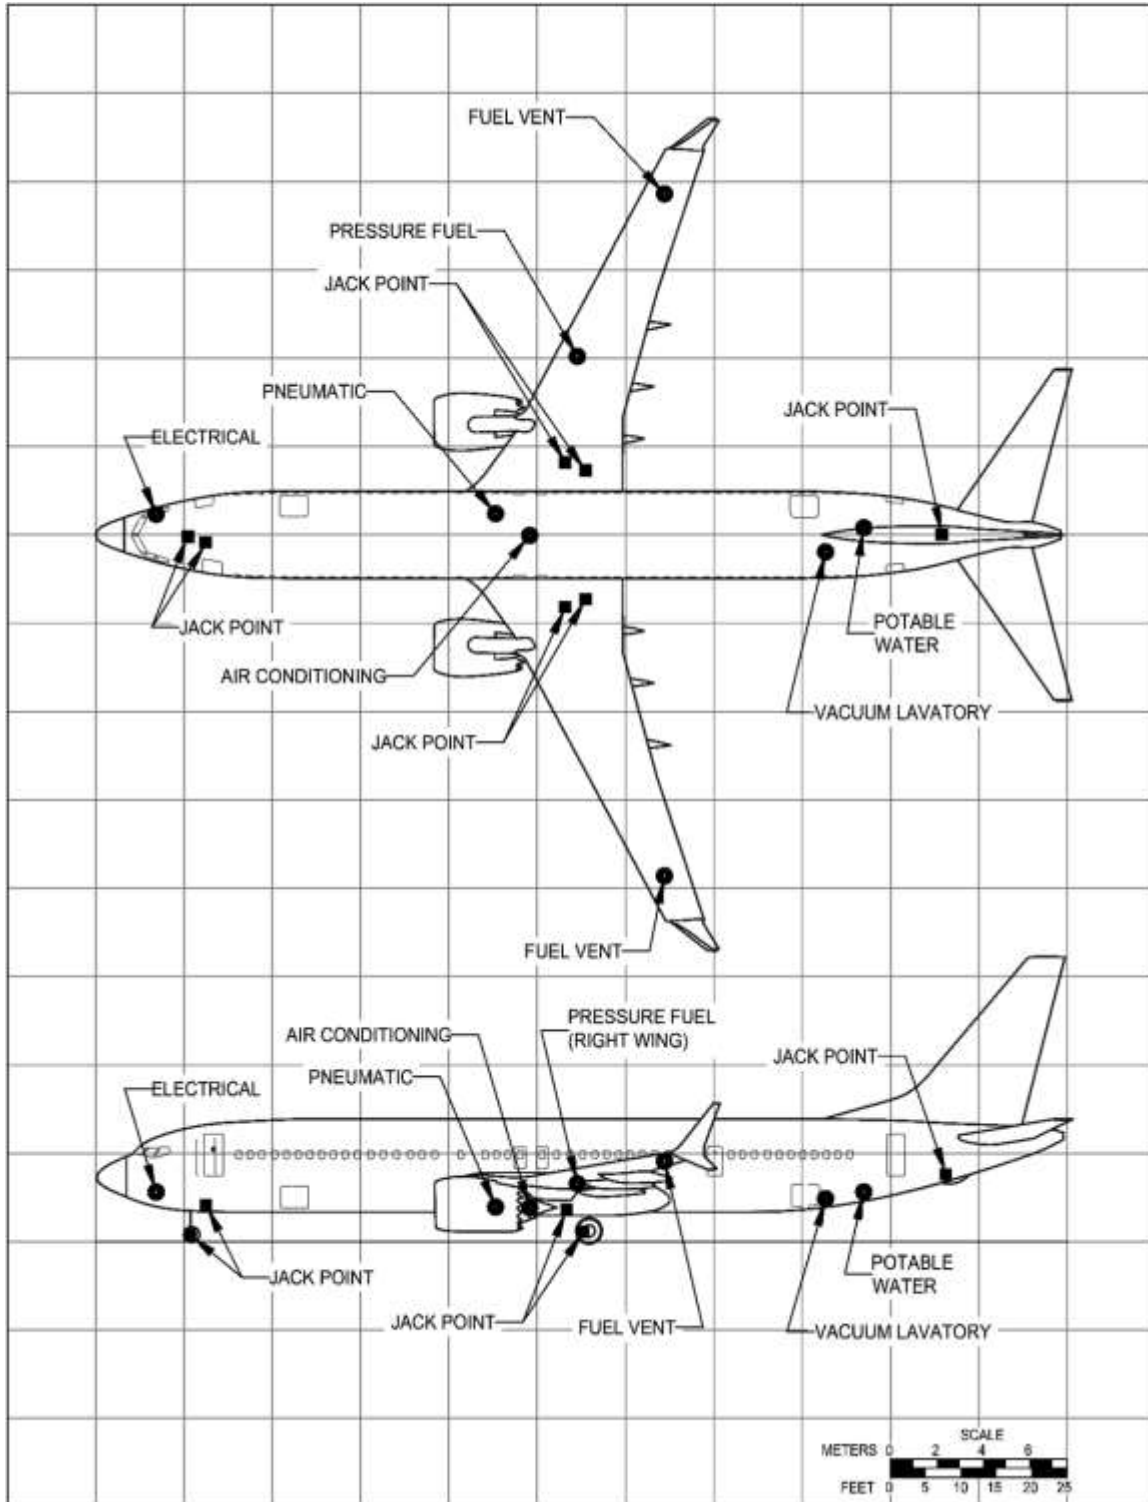 FUEL VENT
PRESSURE FUEL
JACK POINT
PNEUMATIC
JACK POINT
ELECTRICAL
JACK POINT
POTABLE
WATER
AIR CONDITIONING
VACUUM LAVATORY
JACK POINT
FUEL VENT
PRESSURE FUEL
(RIGHT WING)
AIR CONDITIONING
JACK POINT
PNEUMATIC
ELECTRICAL
POTABLE
WATER
JACK POINT
JACK POINT
FUEL VENT
VACUUM LAVATORY
SCALE
METERS 0 2 4 6
FEET 0 5 10 15 20 25